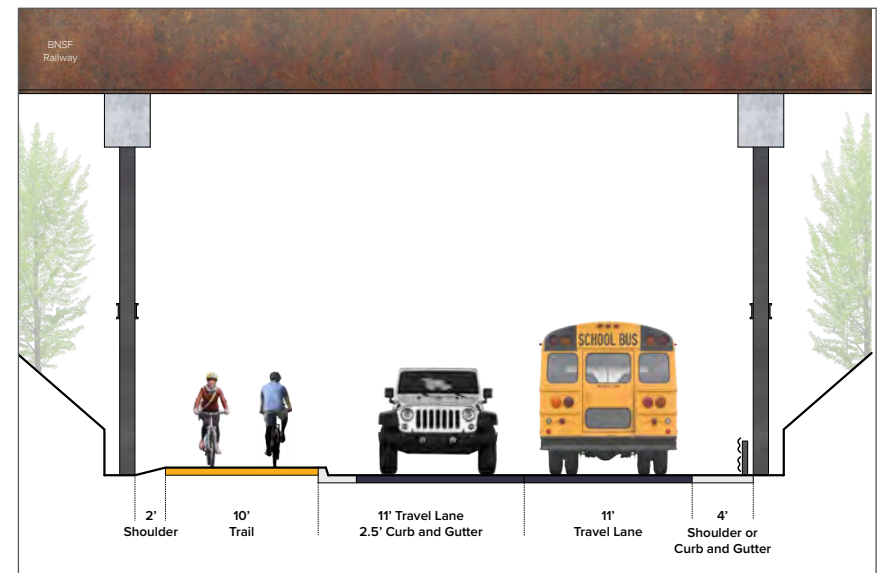 BNSF
Railway
SCHOOL BUS
2’
Shoulder
10’
Trail
11’ Travel Lane
2.5’ Curb and Gutter
11’
Travel Lane
4’
Shoulder or
Curb and Gutter